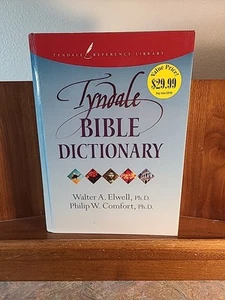 TYNDALE REFERENCE LIBRARY
Value Price!
$29.99
Tyndale
BIBLE
DICTIONARY
Walter A. Elwell, Ph.D.
Philip W. Comfort, Ph.D.